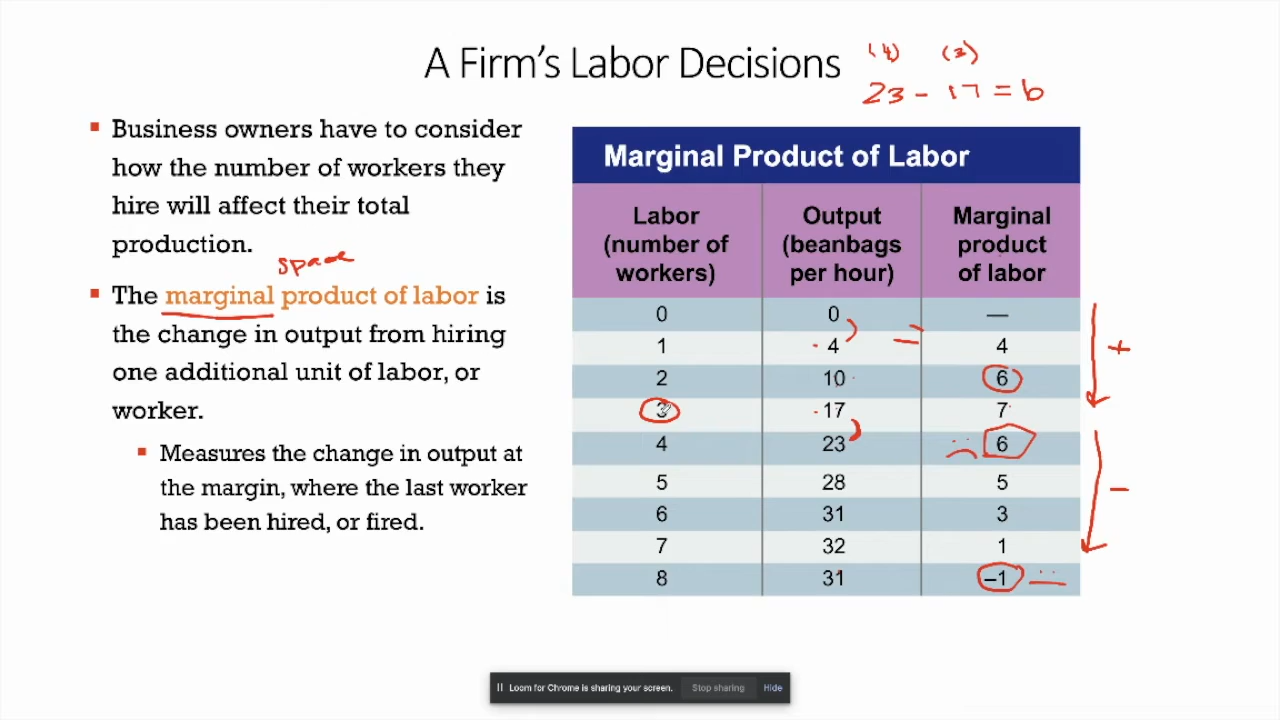 A Firm's Labor Decisions
(4) (3)
23 - 17 = 6
Business owners have to consider
how the number of workers they
hire will affect their total
production.
space
The marginal product of labor is
the change in output from hiring
one additional unit of labor, or
worker.
Measures the change in output at
the margin, where the last worker
has been hired, or fired.
Marginal Product of Labor
Labor (number of workers) Output (beanbags per hour) Marginal product of labor
0 0 —
1 4 4
2 10 6
3 17 7
4 23 6
5 28 5
6 31 3
7 32 1
8 31 –1
+
-
Loom for Chrome is sharing your screen. Stop sharing Hide